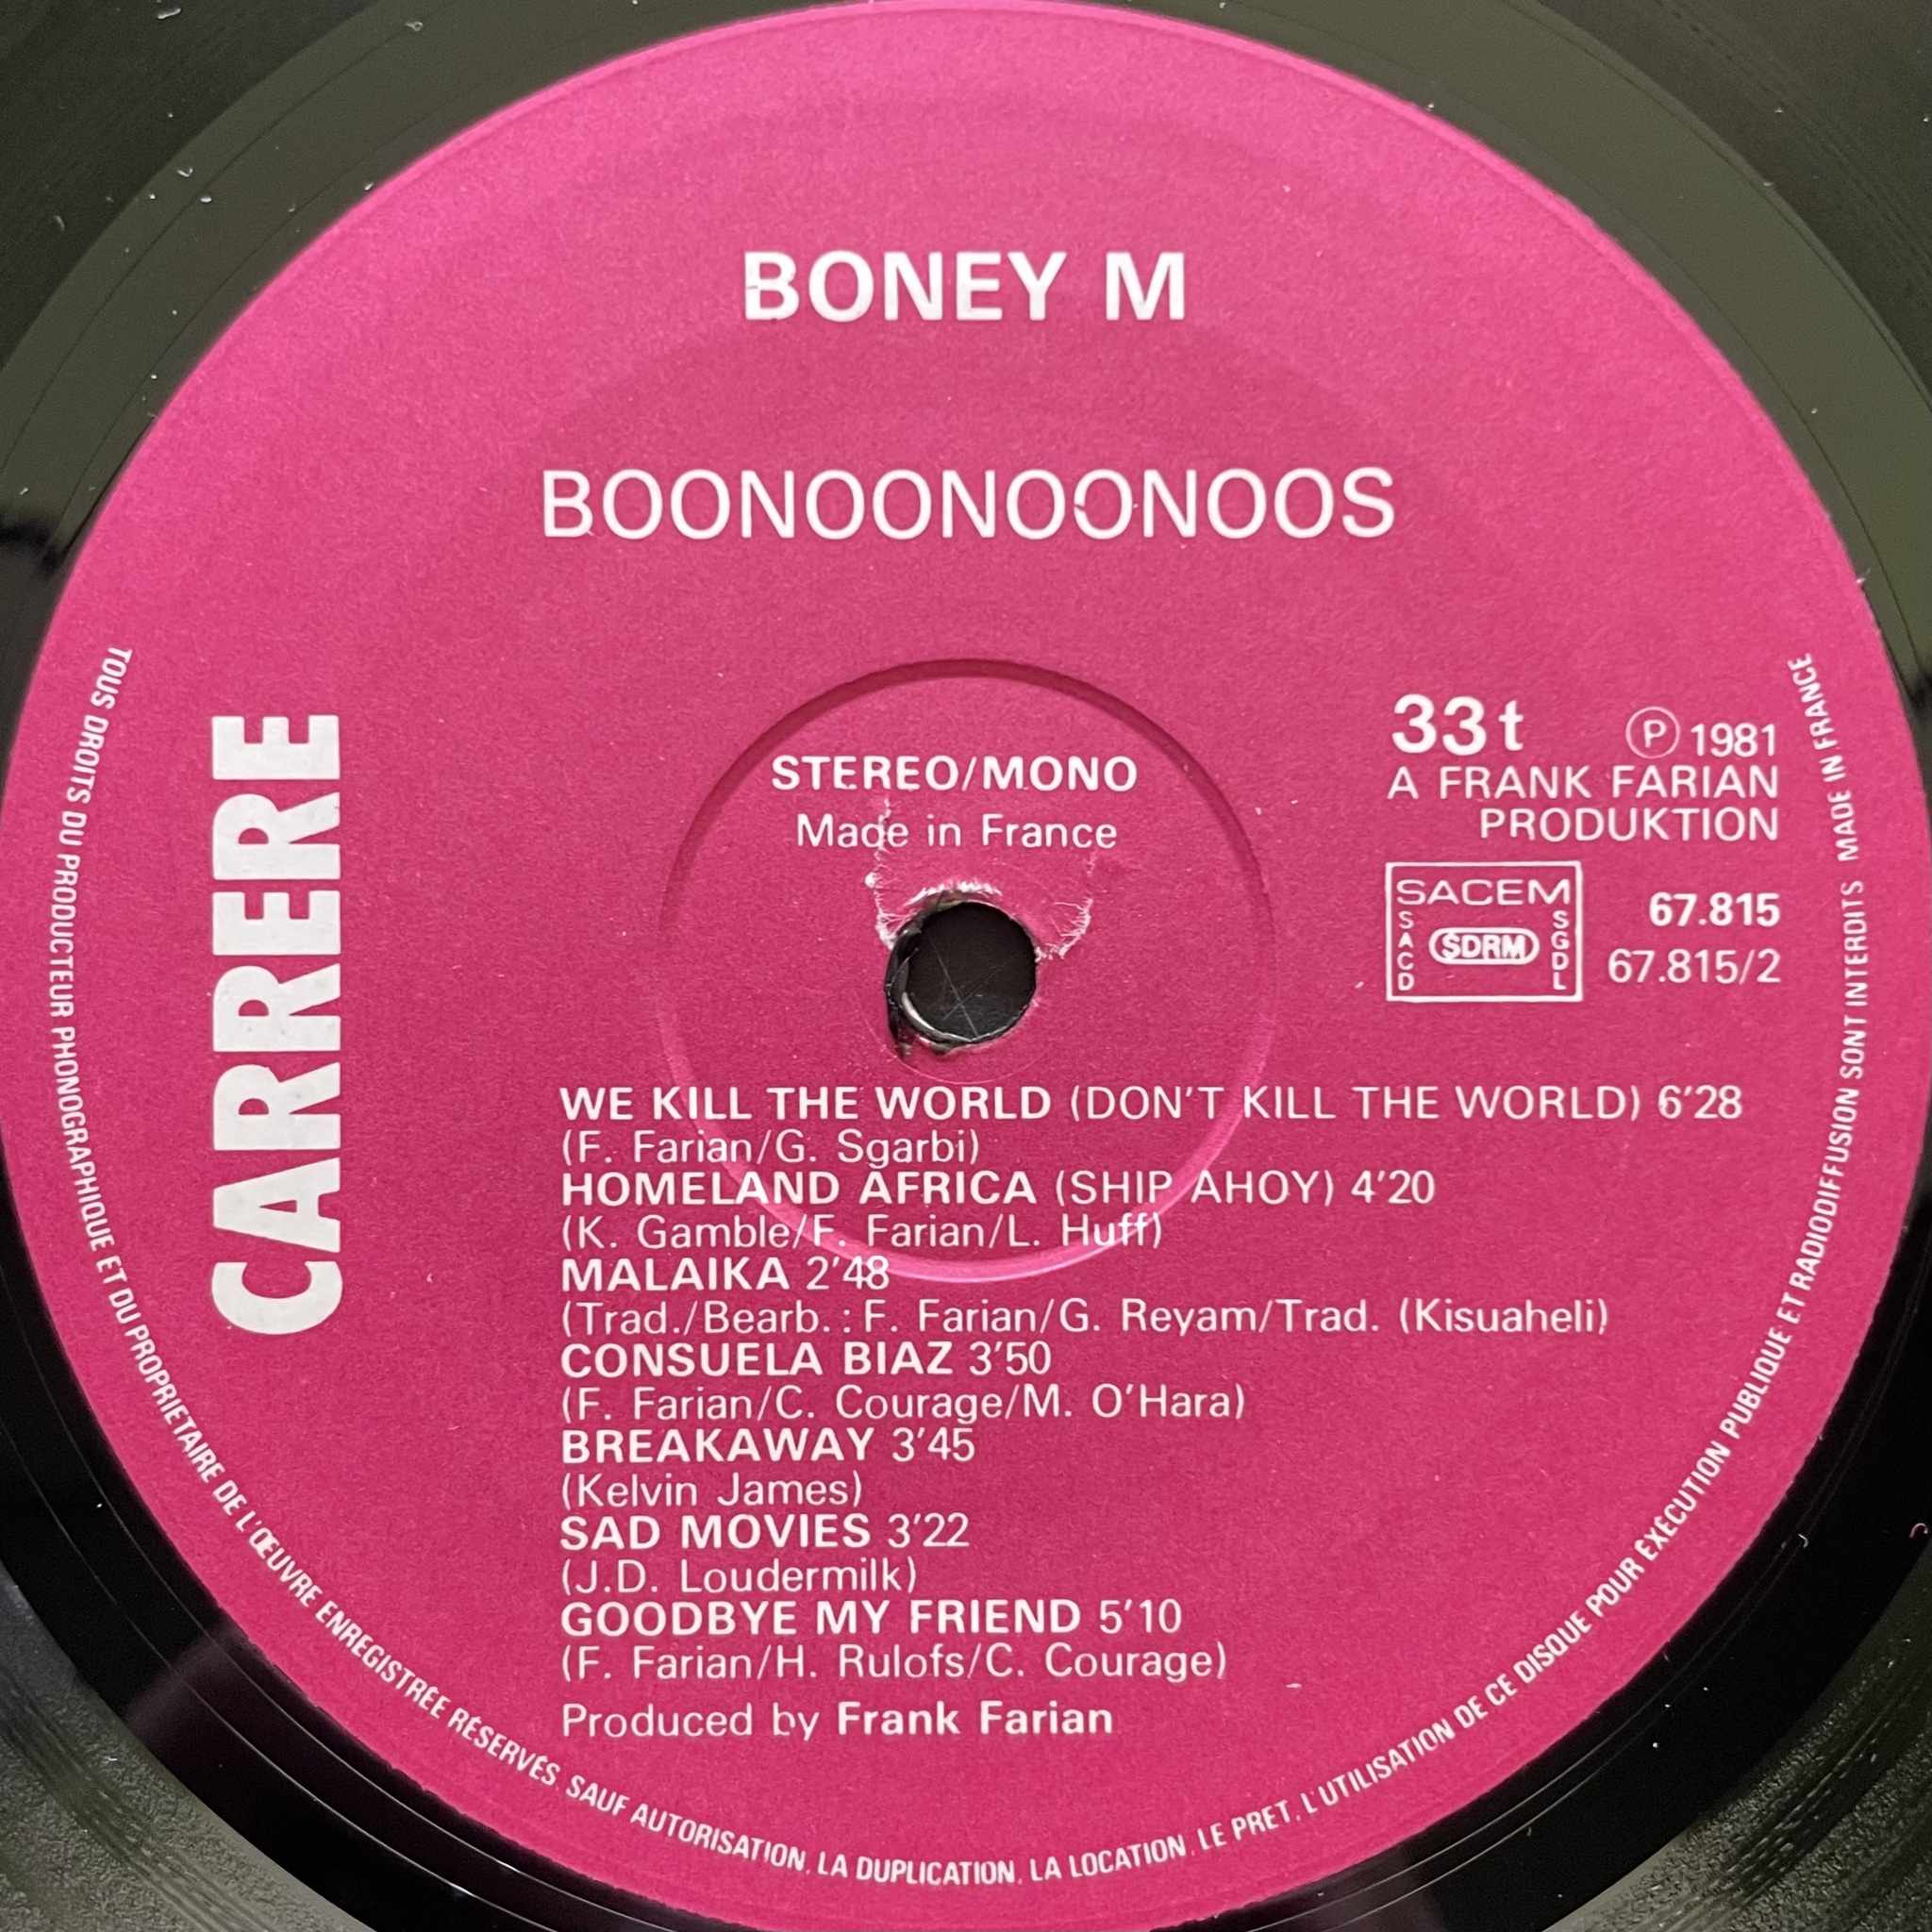 BONEY M
BOONOONOONOOS
CARRERE
STEREO/MONO
Made in France
33t Ⓟ 1981
A FRANK FARIAN
PRODUKTION
SACEM
SACD
SDRM
SGDL
67.815
67.815/2
WE KILL THE WORLD (DON'T KILL THE WORLD) 6'28
(F. Farian/G. Sgarbi)
HOMELAND AFRICA (SHIP AHOY) 4'20
(K. Gamble/F. Farian/L. Huff)
MALAIKA 2'48
(Trad./Bearb. : F. Farian/G. Reyam/Trad. (Kisuaheli)
CONSUELA BIAZ 3'50
(F. Farian/C. Courage/M. O'Hara)
BREAKAWAY 3'45
(Kelvin James)
SAD MOVIES 3'22
(J.D. Loudermilk)
GOODBYE MY FRIEND 5'10
(F. Farian/H. Rulofs/C. Courage)
Produced by Frank Farian
TOUS DROITS DU PRODUCTEUR PHONOGRAPHIQUE ET DU PROPRIETAIRE DE L'ŒUVRE ENREGISTRÉE RÉSERVÉS. SAUF AUTORISATION, LA DUPLICATION, LA LOCATION, LE PRET, L'UTILISATION DE CE DISQUE POUR EXÉCUTION PUBLIQUE ET RADIODIFFUSION SONT INTERDITS MADE IN FRANCE